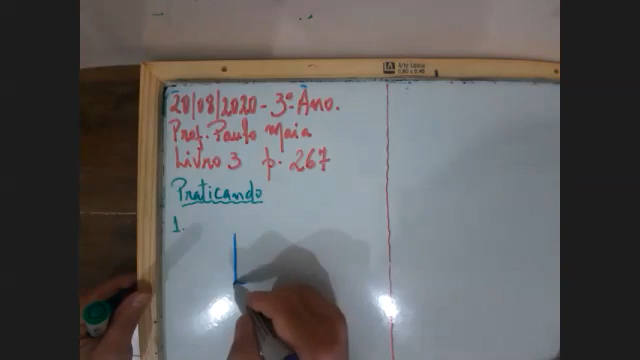 20/08/2020 - 3º Ano.
Prof. Paulo Maia
Livro 3 p. 267
Praticando
1.